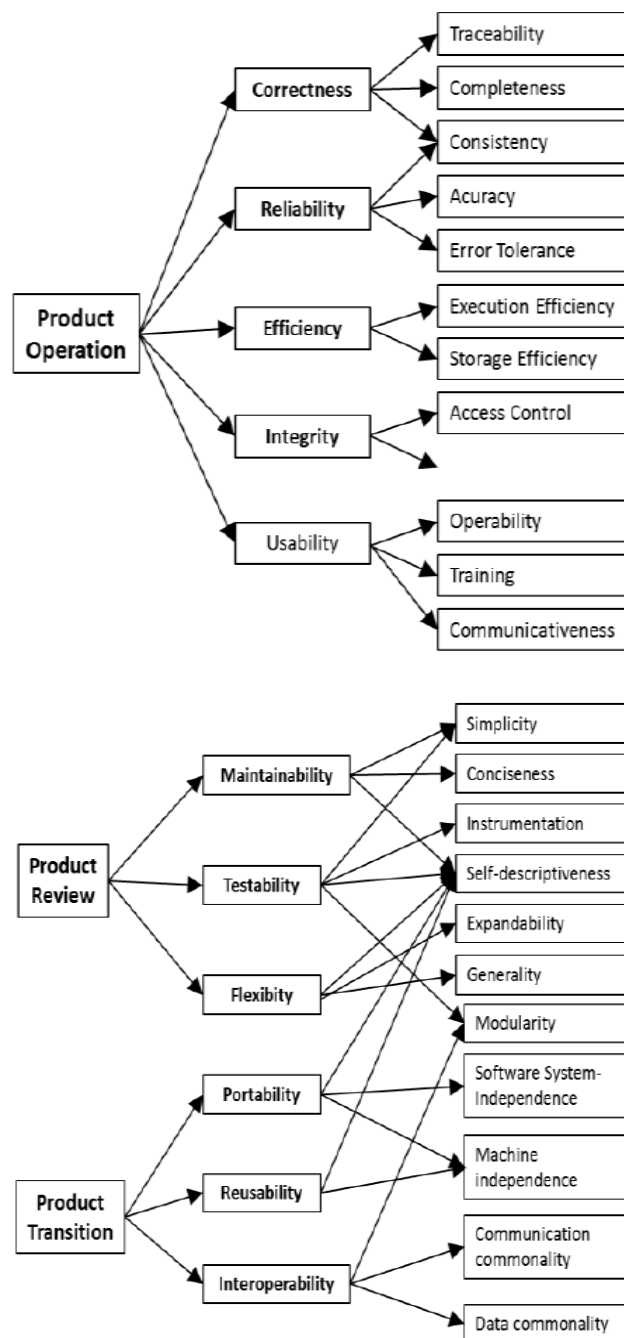 Traceability
Correctness
Completeness
Consistency
Reliability
Acuracy
Error Tolerance
Product
Operation
Efficiency
Execution Efficiency
Storage Efficiency
Integrity
Access Control
Usability
Operability
Training
Communicativeness
Simplicity
Maintainability
Conciseness
Instrumentation
Product
Review
Testability
Self-descriptiveness
Expandability
Flexibity
Generality
Modularity
Portability
Software System-
Independence
Machine
independence
Product
Transition
Reusability
Interoperability
Communication
commonality
Data commonality